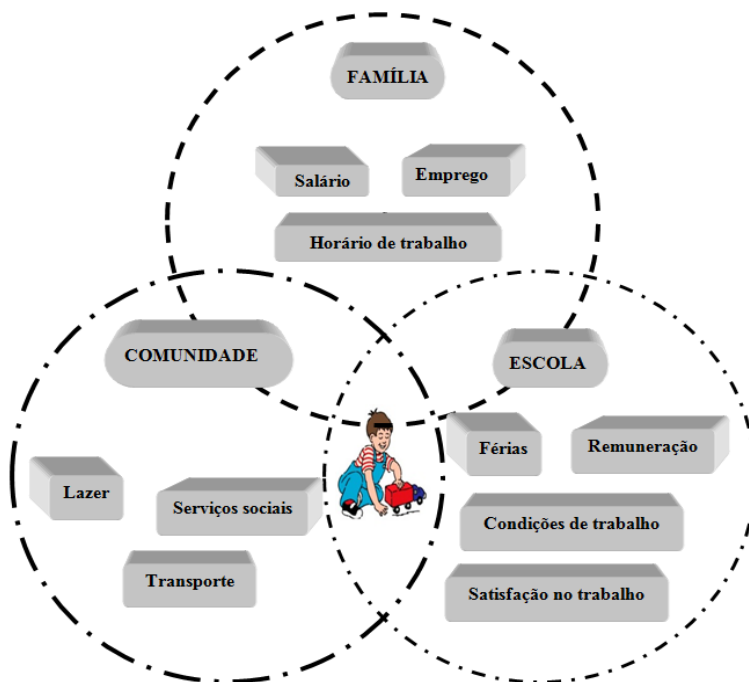 FAMÍLIA
Salário
Emprego
Horário de trabalho
COMUNIDADE
ESCOLA
Férias
Remuneração
Lazer
Serviços sociais
Condições de trabalho
Transporte
Satisfação no trabalho